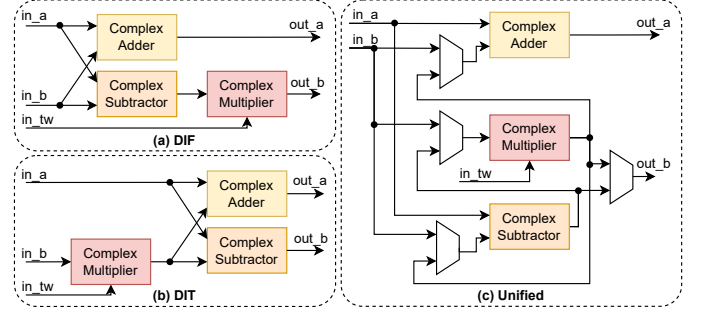 in_a
Complex
Adder
out_a
in_b
Complex
Subtractor
Complex
Multiplier
out_b
in_tw
(a) DIF
in_a
Complex
Adder
out_a
in_b
Complex
Multiplier
Complex
Subtractor
out_b
in_tw
(b) DIT
in_a
in_b
Complex
Adder
out_a
Complex
Multiplier
in_tw
out_b
Complex
Subtractor
(c) Unified